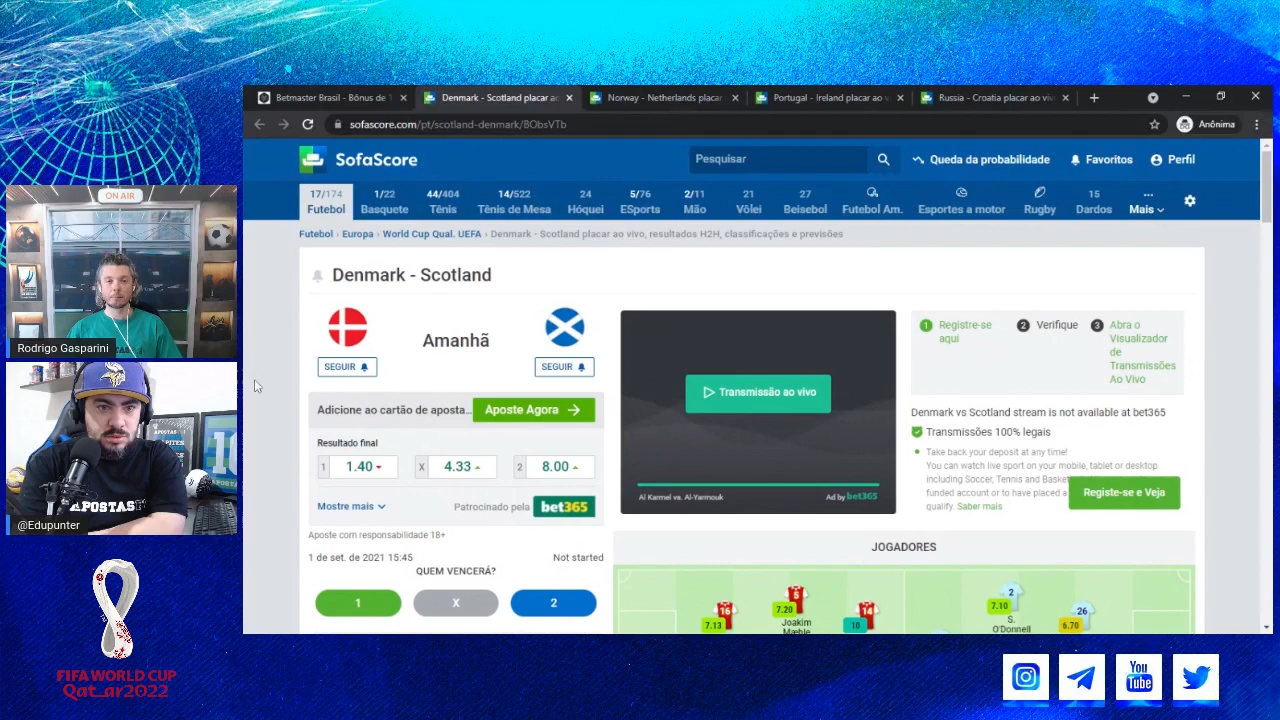 Betmaster Brasil - Bônus de
Denmark - Scotland placar ao
Norway - Netherlands placar
Portugal - Ireland placar ao v
Russia - Croatia placar ao viv
sofascore.com/pt/scotland-denmark/BObsVTb
Anônima
SofaScore
Pesquisar
Queda da probabilidade
Favoritos
Perfil
17/174
1/22
44/404
14/522
24
5/76
2/11
21
27
15
...
Futebol
Basquete
Tênis
Tênis de Mesa
Hóquei
ESports
Mão
Vôlei
Beisebol
Futebol Am.
Esportes a motor
Rugby
Dardos
Mais
Futebol › Europa › World Cup Qual. UEFA › Denmark - Scotland placar ao vivo, resultados H2H, classificações e previsões
Denmark - Scotland
Amanhã
SEGUIR
SEGUIR
Adicione ao cartão de aposta...
Aposte Agora
Resultado final
1 1.40
X 4.33
2 8.00
Mostre mais
Patrocinado pela
bet365
Aposte com responsabilidade 18+
1 de set. de 2021 15:45
Not started
QUEM VENCERÁ?
1
X
2
Transmissão ao vivo
Al Karmel vs. Al-Yarmouk
Ad by bet365
1 Registre-se
aqui
2 Verifique
3 Abra o
Visualizador
de
Transmissões
Ao Vivo
Denmark vs Scotland stream is not available at bet365
Transmissões 100% legais
Take back your deposit at any time!
You can watch live sport on your mobile, tablet or desktop
including Soccer, Tennis and Basket
funded account or to have placed a
qualify. Saber mais
Registe-se e Veja
JOGADORES
16
7.13
5
7.20
Joakim
Mæhle
14
10
2
7.10
S.
O'Donnell
26
6.70
ON AIR
Rodrigo Gasparini
APOSTAS
@Edupunter
FIFA WORLD CUP
Qatar2022
You
Tube